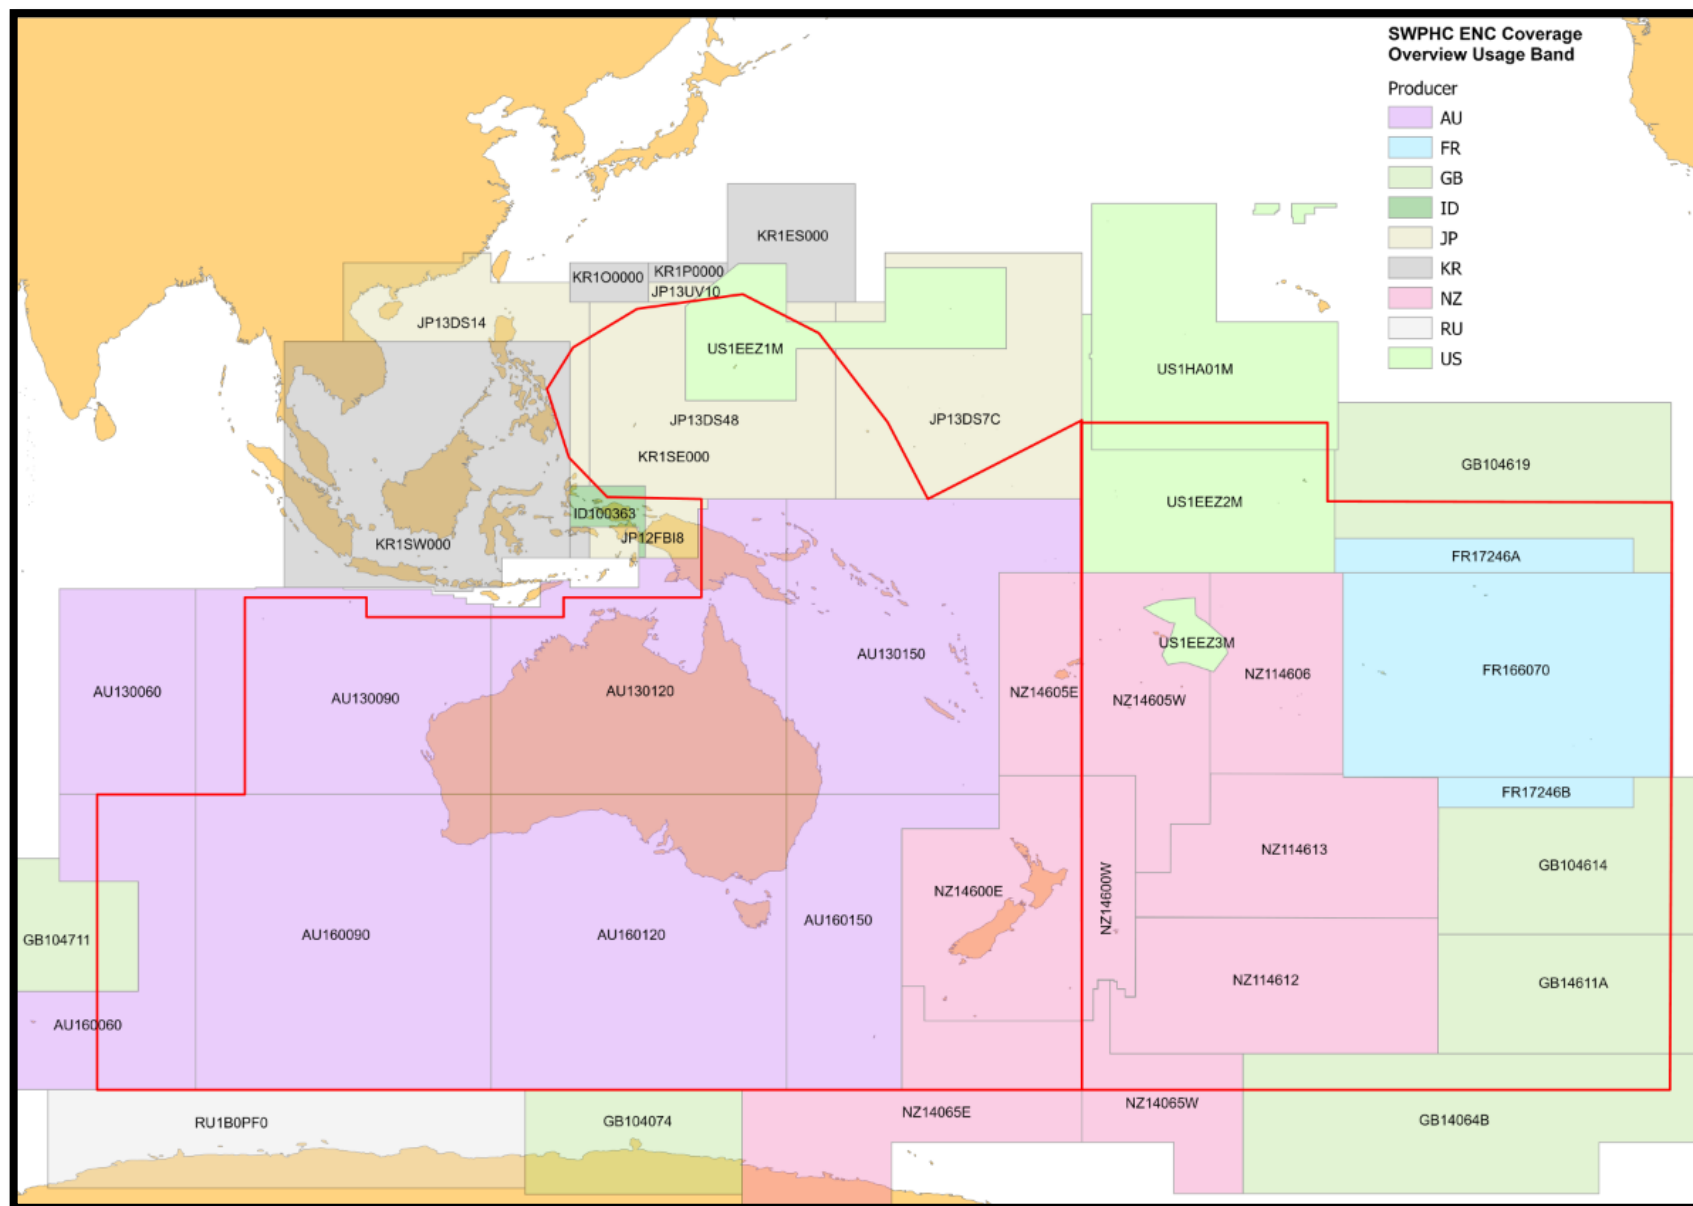 SWPHC ENC Coverage
Overview Usage Band
Producer
AU
FR
GB
ID
JP
KR
NZ
RU
US
KR1ES000
KR1O0000
KR1P0000
JP13UV10
JP13DS14
US1EEZ1M
US1HA01M
JP13DS48
JP13DS7C
KR1SE000
GB104619
US1EEZ2M
ID100363
JP12FBI8
KR1SW000
FR17246A
US1EEZ3M
AU130150
FR166070
NZ114606
AU130060
AU130090
AU130120
NZ14605E
NZ14605W
FR17246B
NZ114613
GB104614
NZ14600E
NZ14600W
GB104711
AU160090
AU160120
AU160150
NZ114612
GB14611A
AU160060
RU1B0PF0
GB104074
NZ14065E
NZ14065W
GB14064B